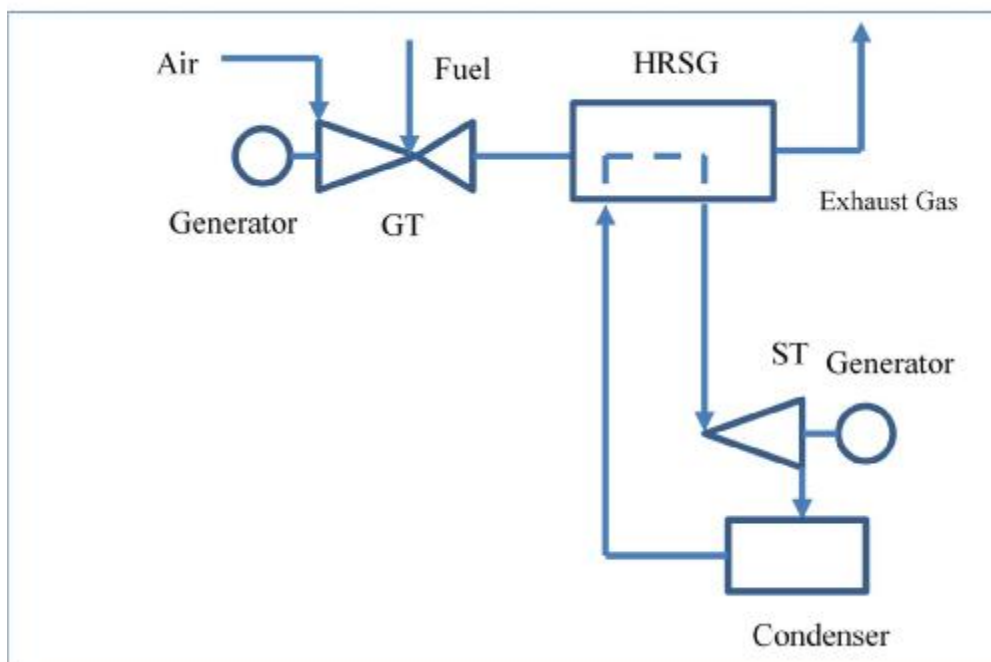 Air
Fuel
HRSG
Generator
GT
Exhaust Gas
ST
Generator
Condenser